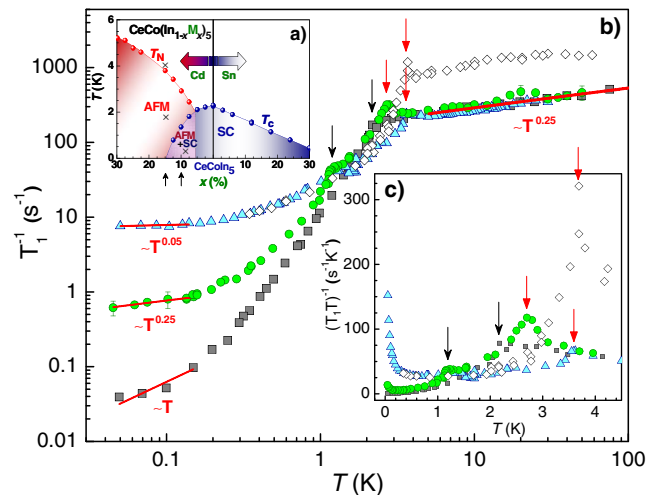 CeCo(In1-xMx)5
a)
b)
6
4
2
0
T (K)
TN
Cd
Sn
AFM
AFM
+SC
SC
Tc
CeCoIn5
30
20
10
0
10
20
30
x (%)
1000
100
10
1
0.1
0.01
T1-1 (s-1)
~T0.25
~T0.05
~T0.25
~T
c)
300
200
100
0
(T1T)-1 (s-1K-1)
0
1
2
3
4
T (K)
0.1
1
10
100
T (K)